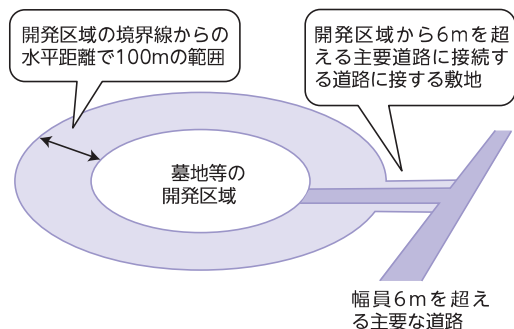 開発区域の境界線からの
水平距離で100mの範囲
開発区域から6mを超
える主要道路に接続す
る道路に接する敷地
墓地等の
開発区域
幅員6mを超え
る主要な道路